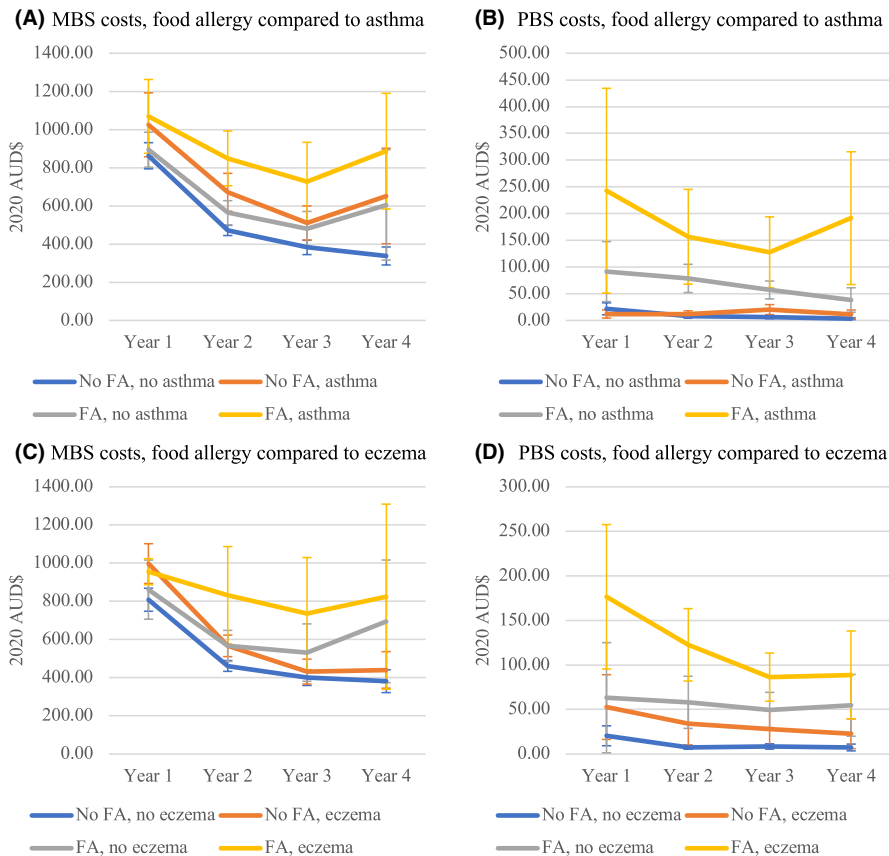 (A) MBS costs, food allergy compared to asthma
1400.00
1200.00
1000.00
800.00
600.00
400.00
200.00
0.00
2020 AUD$
Year 1 Year 2 Year 3 Year 4
No FA, no asthma No FA, asthma
FA, no asthma FA, asthma
(B) PBS costs, food allergy compared to asthma
500.00
450.00
400.00
350.00
300.00
250.00
200.00
150.00
100.00
50.00
0.00
2020 AUD$
Year 1 Year 2 Year 3 Year 4
No FA, no asthma No FA, asthma
FA, no asthma FA, asthma
(C) MBS costs, food allergy compared to eczema
1400.00
1200.00
1000.00
800.00
600.00
400.00
200.00
0.00
2020 AUD$
Year 1 Year 2 Year 3 Year 4
No FA, no eczema No FA, eczema
FA, no eczema FA, eczema
(D) PBS costs, food allergy compared to eczema
300.00
250.00
200.00
150.00
100.00
50.00
0.00
2020 AUD$
Year 1 Year 2 Year 3 Year 4
No FA, no eczema No FA, eczema
FA, no eczema FA, eczema